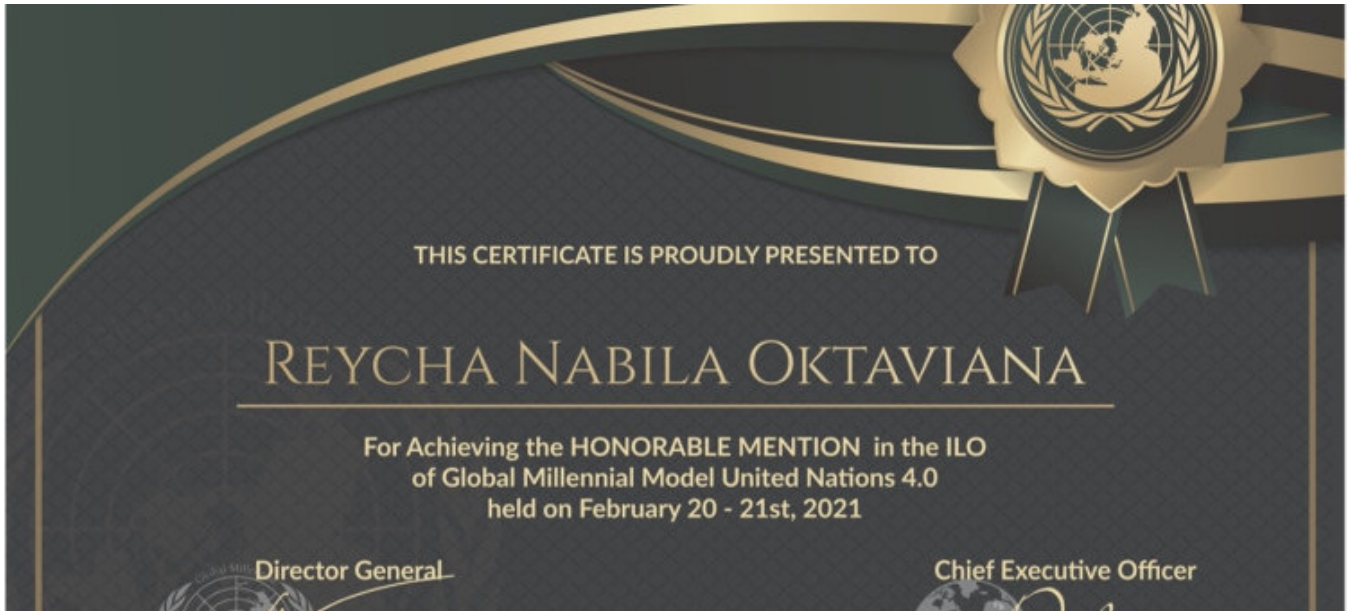 THIS CERTIFICATE IS PROUDLY PRESENTED TO
REYCHA NABILA OKTAVIANA
For Achieving the HONORABLE MENTION in the ILO
of Global Millennial Model United Nations 4.0
held on February 20 - 21st, 2021
Director General
Chief Executive Officer